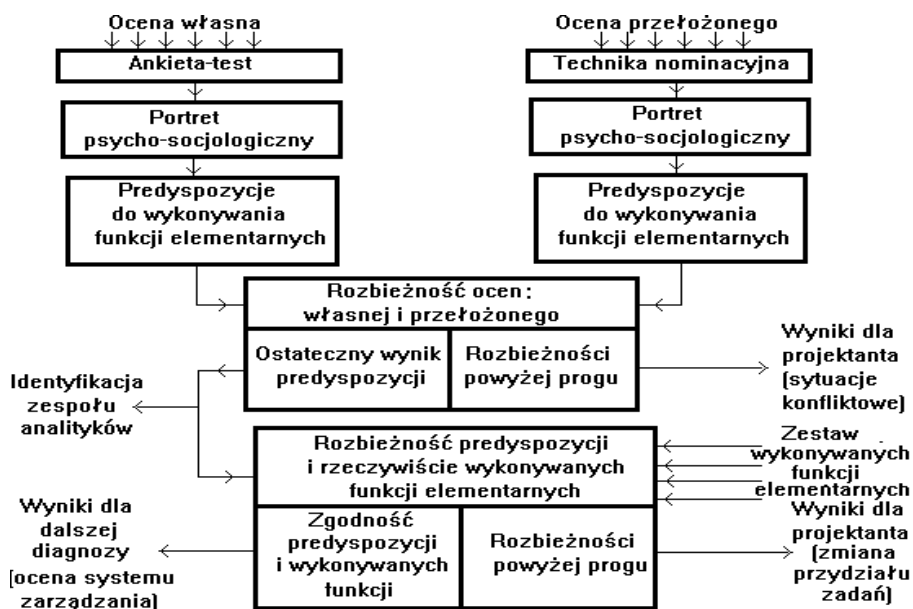 Ocena własna
Ankieta-test
Portret
psycho-socjologiczny
Predyspozycje
do wykonywania
funkcji elementarnych
Ocena przełożonego
Technika nominacyjna
Portret
psycho-socjologiczny
Predyspozycje
do wykonywania
funkcji elementarnych
Rozbieżność ocen:
własnej i przełożonego
Ostateczny wynik
predyspozycji
Rozbieżności
powyżej progu
Wyniki dla
projektanta
(sytuacje
konfliktowe)
Identyfikacja
zespołu
analityków
Rozbieżność predyspozycji
i rzeczywiście wykonywanych
funkcji elementarnych
Zestaw
wykonywanych
funkcji
elementarnych
Zgodność
predyspozycji
i wykonywanych
funkcji
Rozbieżności
powyżej progu
Wyniki dla
dalszej
diagnozy
(ocena systemu
zarządzania)
Wyniki dla
projektanta
(zmiana
przydziału
zadań)